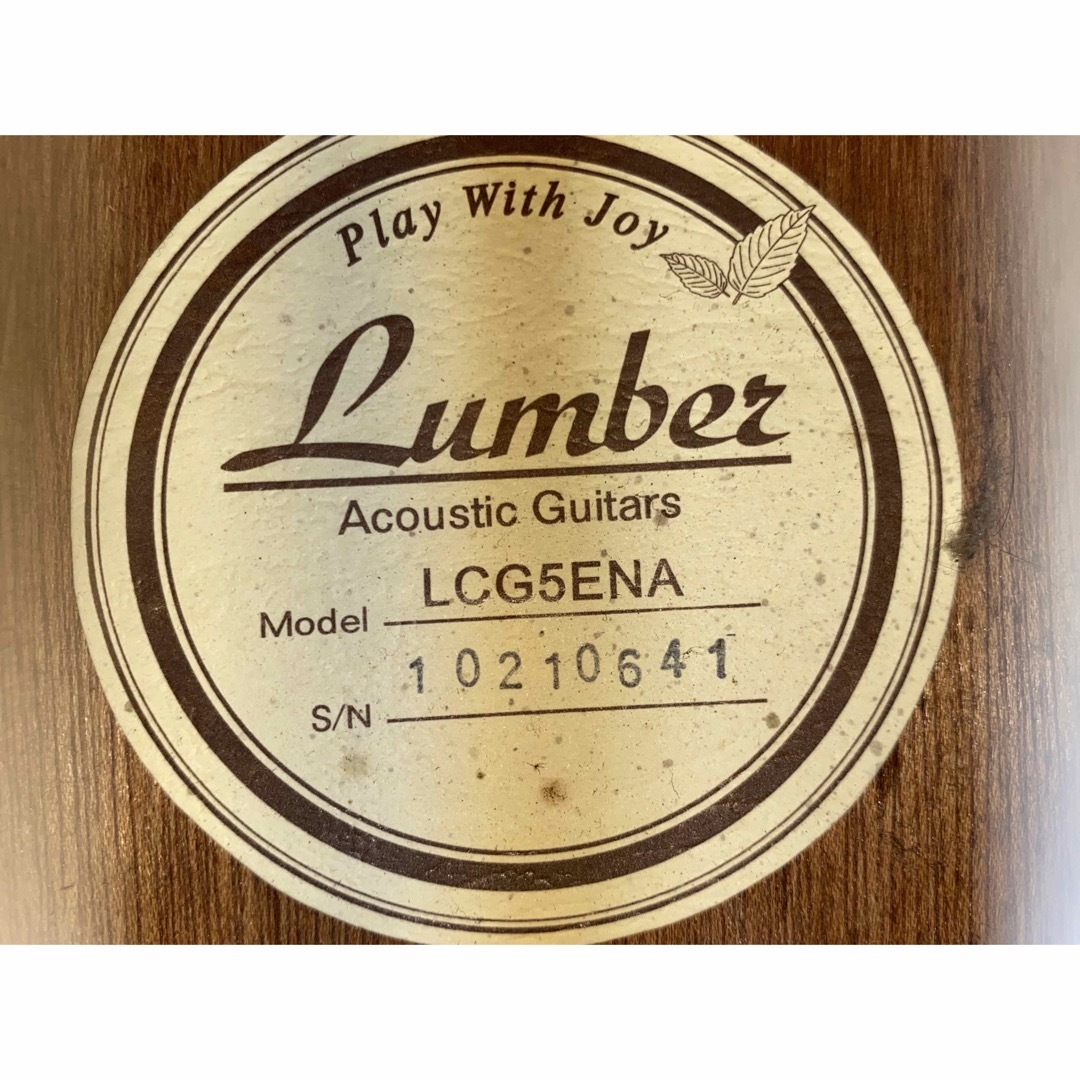 Play With Joy
Lumber
Acoustic Guitars
Model LCG5ENA
S/N 10210641